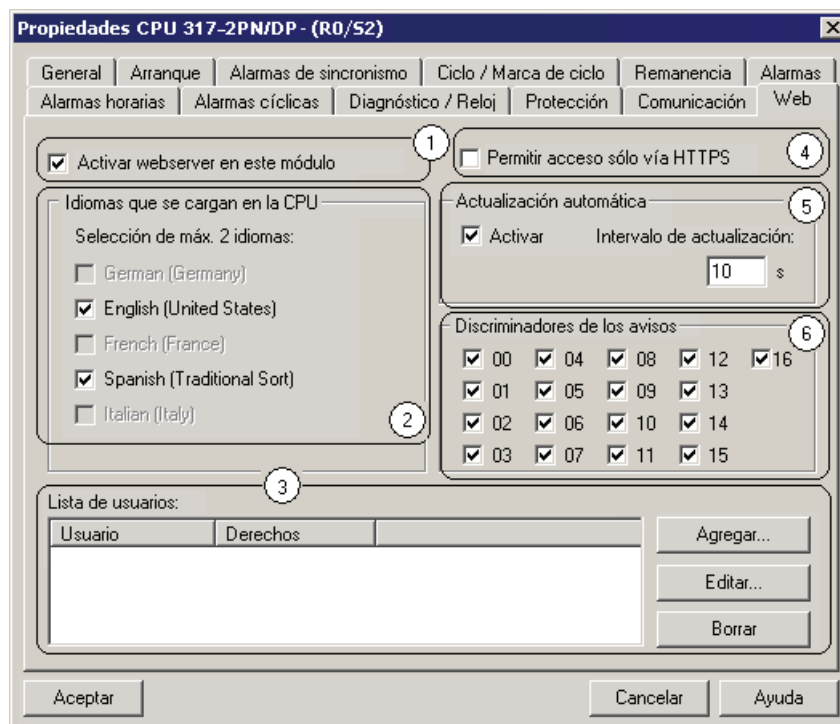 Propiedades CPU 317-2PN/DP - (R0/S2)
General Arranque Alarmas de sincronismo Ciclo / Marca de ciclo Remanencia Alarmas
Alarmas horarias Alarmas cíclicas Diagnóstico / Reloj Protección Comunicación Web
1
Activar webserver en este módulo
4
Permitir acceso sólo vía HTTPS
Idiomas que se cargan en la CPU
Selección de máx. 2 idiomas:
German (Germany)
English (United States)
French (France)
Spanish (Traditional Sort)
Italian (Italy)
2
Actualización automática
5
Activar Intervalo de actualización:
10 s
Discriminadores de los avisos
6
00 04 08 12 16
01 05 09 13
02 06 10 14
03 07 11 15
3
Lista de usuarios:
Usuario Derechos
Agregar...
Editar...
Borrar
Aceptar Cancelar Ayuda